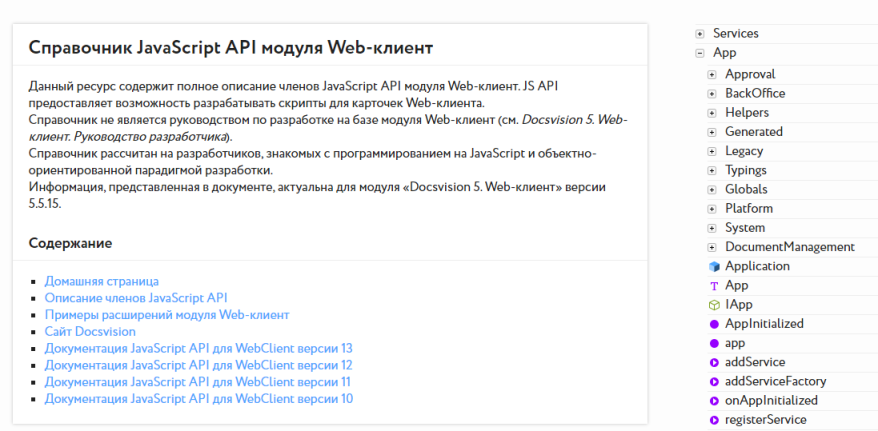 Справочник JavaScript API модуля Web-клиент
Данный ресурс содержит полное описание членов JavaScript API модуля Web-клиент. JS API
предоставляет возможность разрабатывать скрипты для карточек Web-клиента.
Справочник не является руководством по разработке на базе модуля Web-клиент (см. Docsvision 5. Web-
клиент. Руководство разработчика).
Справочник рассчитан на разработчиков, знакомых с программированием на JavaScript и объектно-
ориентированной парадигмой разработки.
Информация, представленная в документе, актуальна для модуля «Docsvision 5. Web-клиент» версии
5.5.15.
Содержание
Домашняя страница
Описание членов JavaScript API
Примеры расширений модуля Web-клиент
Сайт Docsvision
Документация JavaScript API для WebClient версии 13
Документация JavaScript API для WebClient версии 12
Документация JavaScript API для WebClient версии 11
Документация JavaScript API для WebClient версии 10
Services
App
Approval
BackOffice
Helpers
Generated
Legacy
Typings
Globals
Platform
System
DocumentManagement
Application
T App
IApp
AppInitialized
app
addService
addServiceFactory
onAppInitialized
registerService